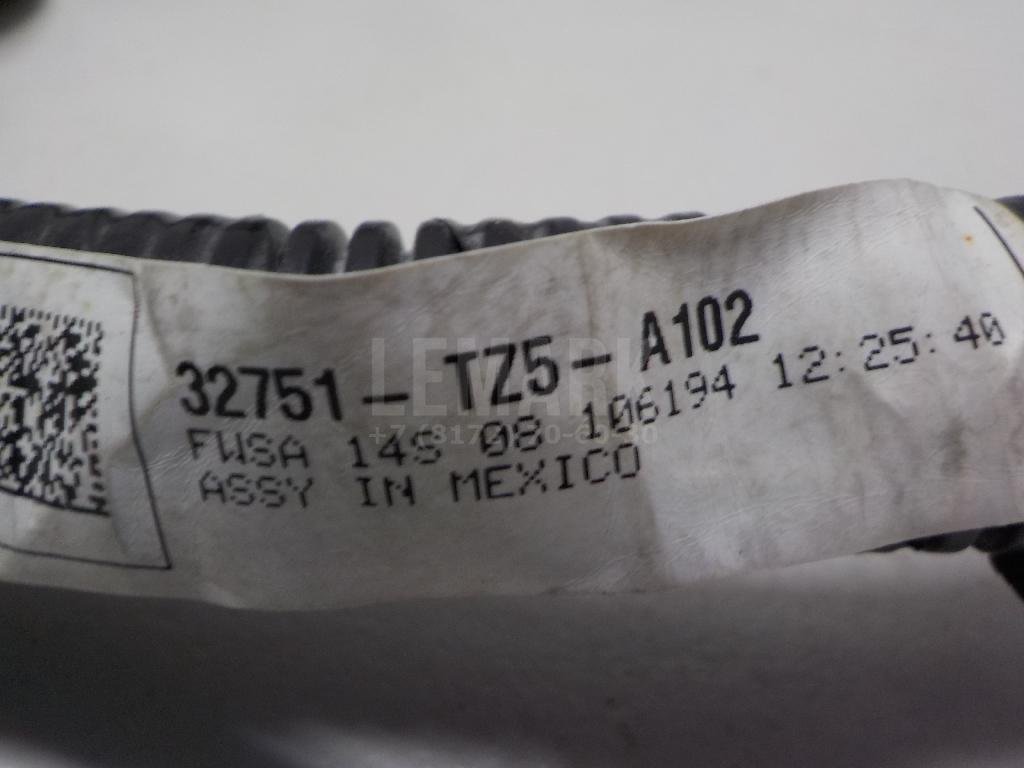 32751-TZ5-A102
FWSA 14S 08 106194 12:25:40
ASSY IN MEXICO